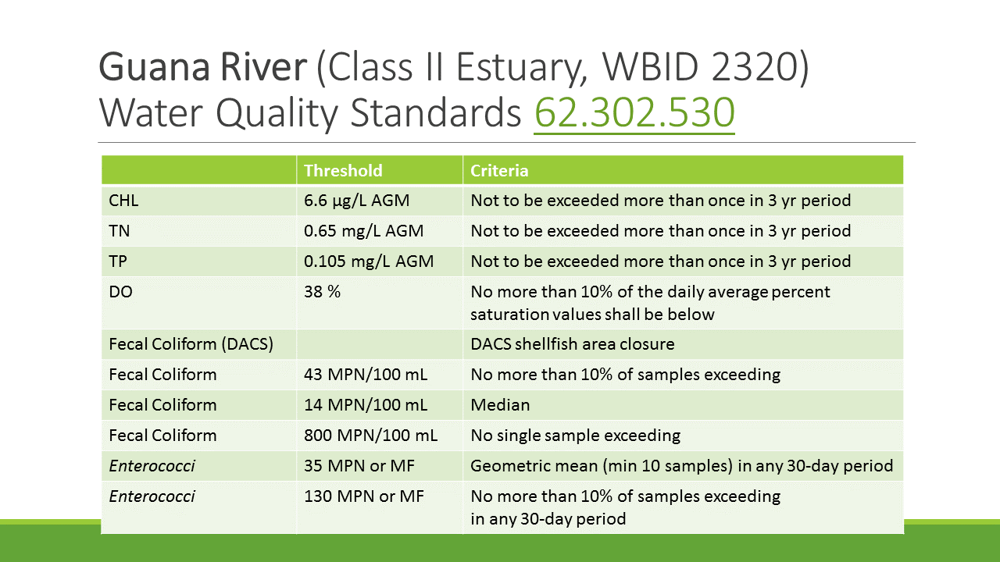 Guana River (Class II Estuary, WBID 2320)
Water Quality Standards 62.302.530
Threshold Criteria
CHL 6.6 µg/L AGM Not to be exceeded more than once in 3 yr period
TN 0.65 mg/L AGM Not to be exceeded more than once in 3 yr period
TP 0.105 mg/L AGM Not to be exceeded more than once in 3 yr period
DO 38 % No more than 10% of the daily average percent
saturation values shall be below
Fecal Coliform (DACS) DACS shellfish area closure
Fecal Coliform 43 MPN/100 mL No more than 10% of samples exceeding
Fecal Coliform 14 MPN/100 mL Median
Fecal Coliform 800 MPN/100 mL No single sample exceeding
Enterococci 35 MPN or MF Geometric mean (min 10 samples) in any 30-day period
Enterococci 130 MPN or MF No more than 10% of samples exceeding
in any 30-day period